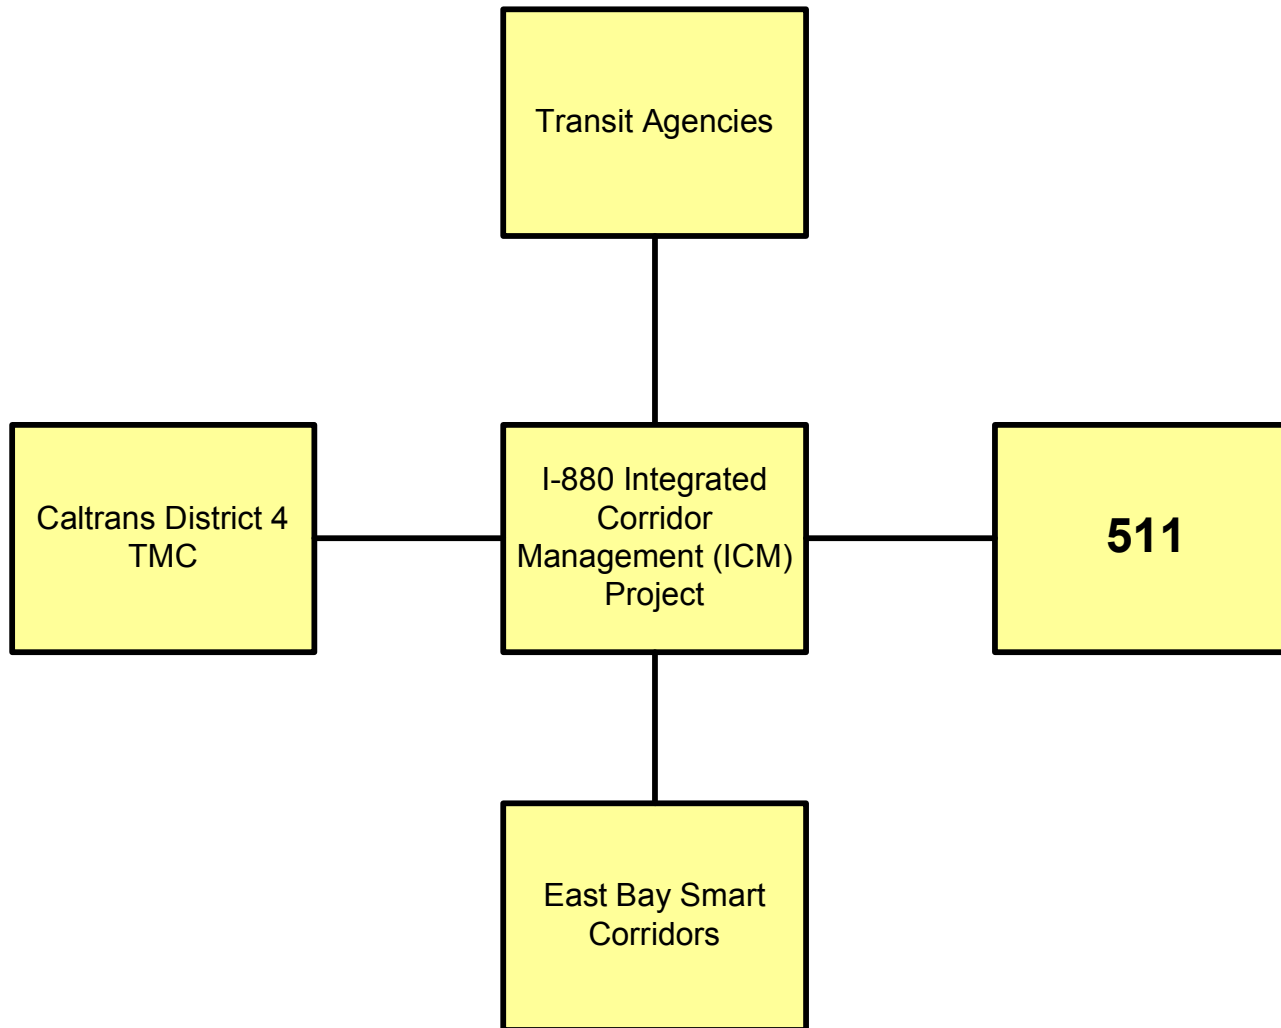 Transit Agencies
Caltrans District 4
TMC
I-880 Integrated
Corridor
Management (ICM)
Project
511
East Bay Smart
Corridors